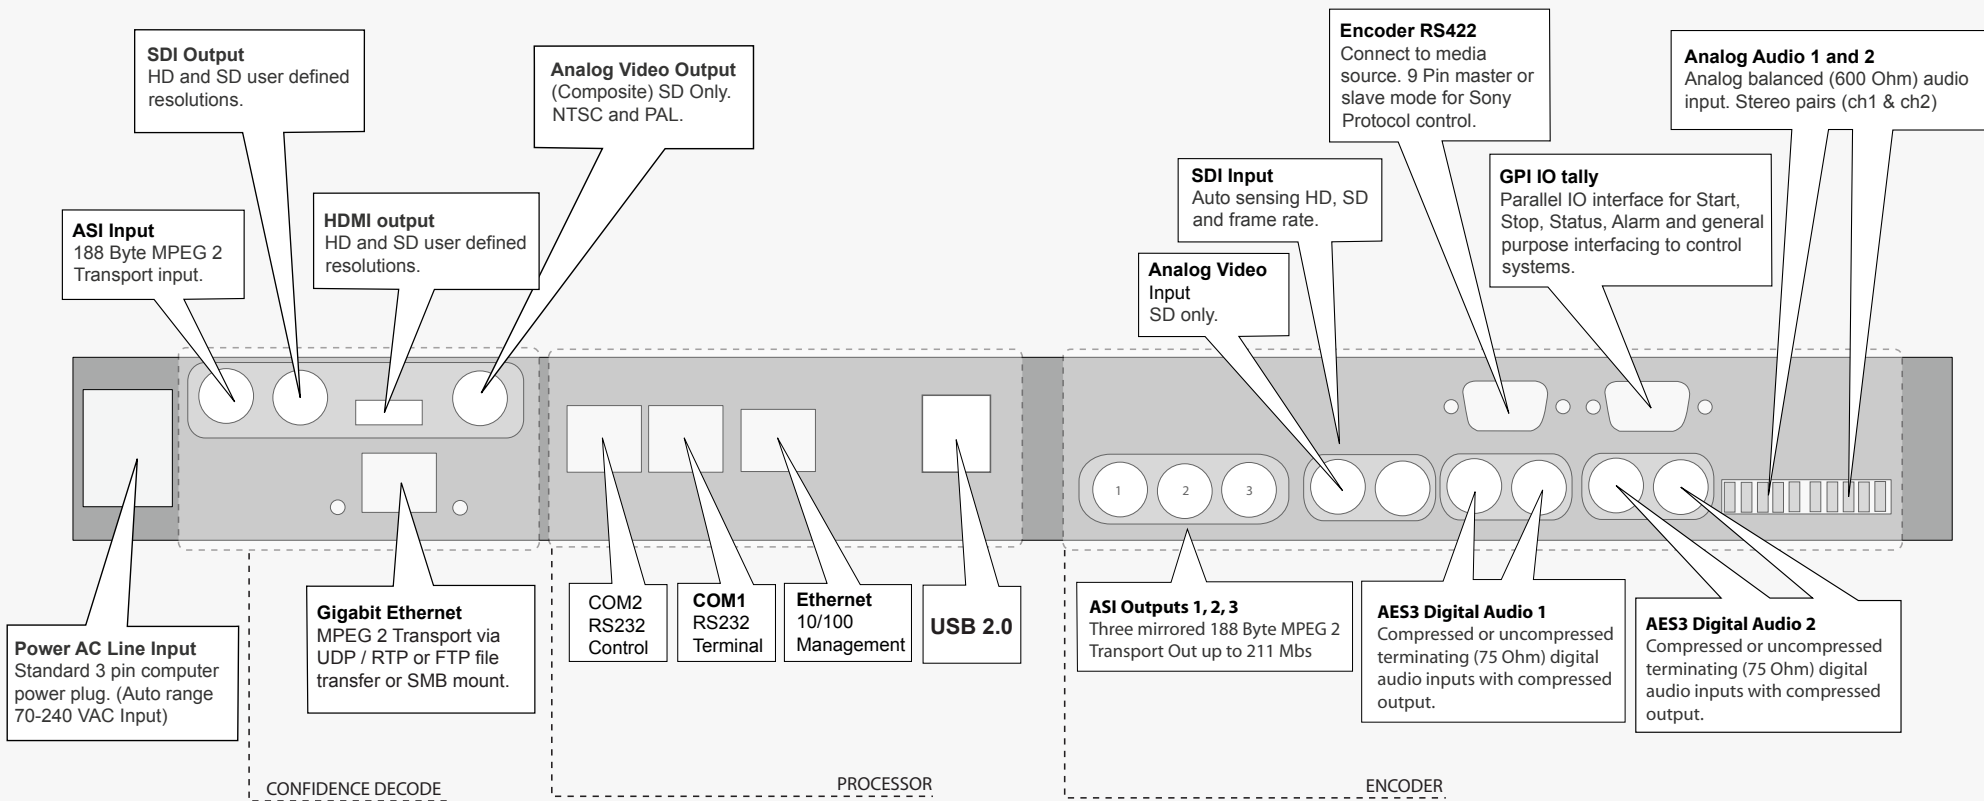 SDI Output
HD and SD user defined
resolutions.
Analog Video Output
(Composite) SD Only.
NTSC and PAL.
Encoder RS422
Connect to media
source. 9 Pin master or
slave mode for Sony
Protocol control.
Analog Audio 1 and 2
Analog balanced (600 Ohm) audio
input. Stereo pairs (ch1 & ch2)
ASI Input
188 Byte MPEG 2
Transport input.
HDMI output
HD and SD user defined
resolutions.
SDI Input
Auto sensing HD, SD
and frame rate.
GPI IO tally
Parallel IO interface for Start,
Stop, Status, Alarm and general
purpose interfacing to control
systems.
Analog Video
Input
SD only.
1
2
3
Power AC Line Input
Standard 3 pin computer
power plug. (Auto range
70-240 VAC Input)
Gigabit Ethernet
MPEG 2 Transport via
UDP / RTP or FTP file
transfer or SMB mount.
COM2
RS232
Control
COM1
RS232
Terminal
Ethernet
10/100
Management
USB 2.0
ASI Outputs 1, 2, 3
Three mirrored 188 Byte MPEG 2
Transport Out up to 211 Mbs
AES3 Digital Audio 1
Compressed or uncompressed
terminating (75 Ohm) digital
audio inputs with compressed
output.
AES3 Digital Audio 2
Compressed or uncompressed
terminating (75 Ohm) digital
audio inputs with compressed
output.
CONFIDENCE DECODE
PROCESSOR
ENCODER